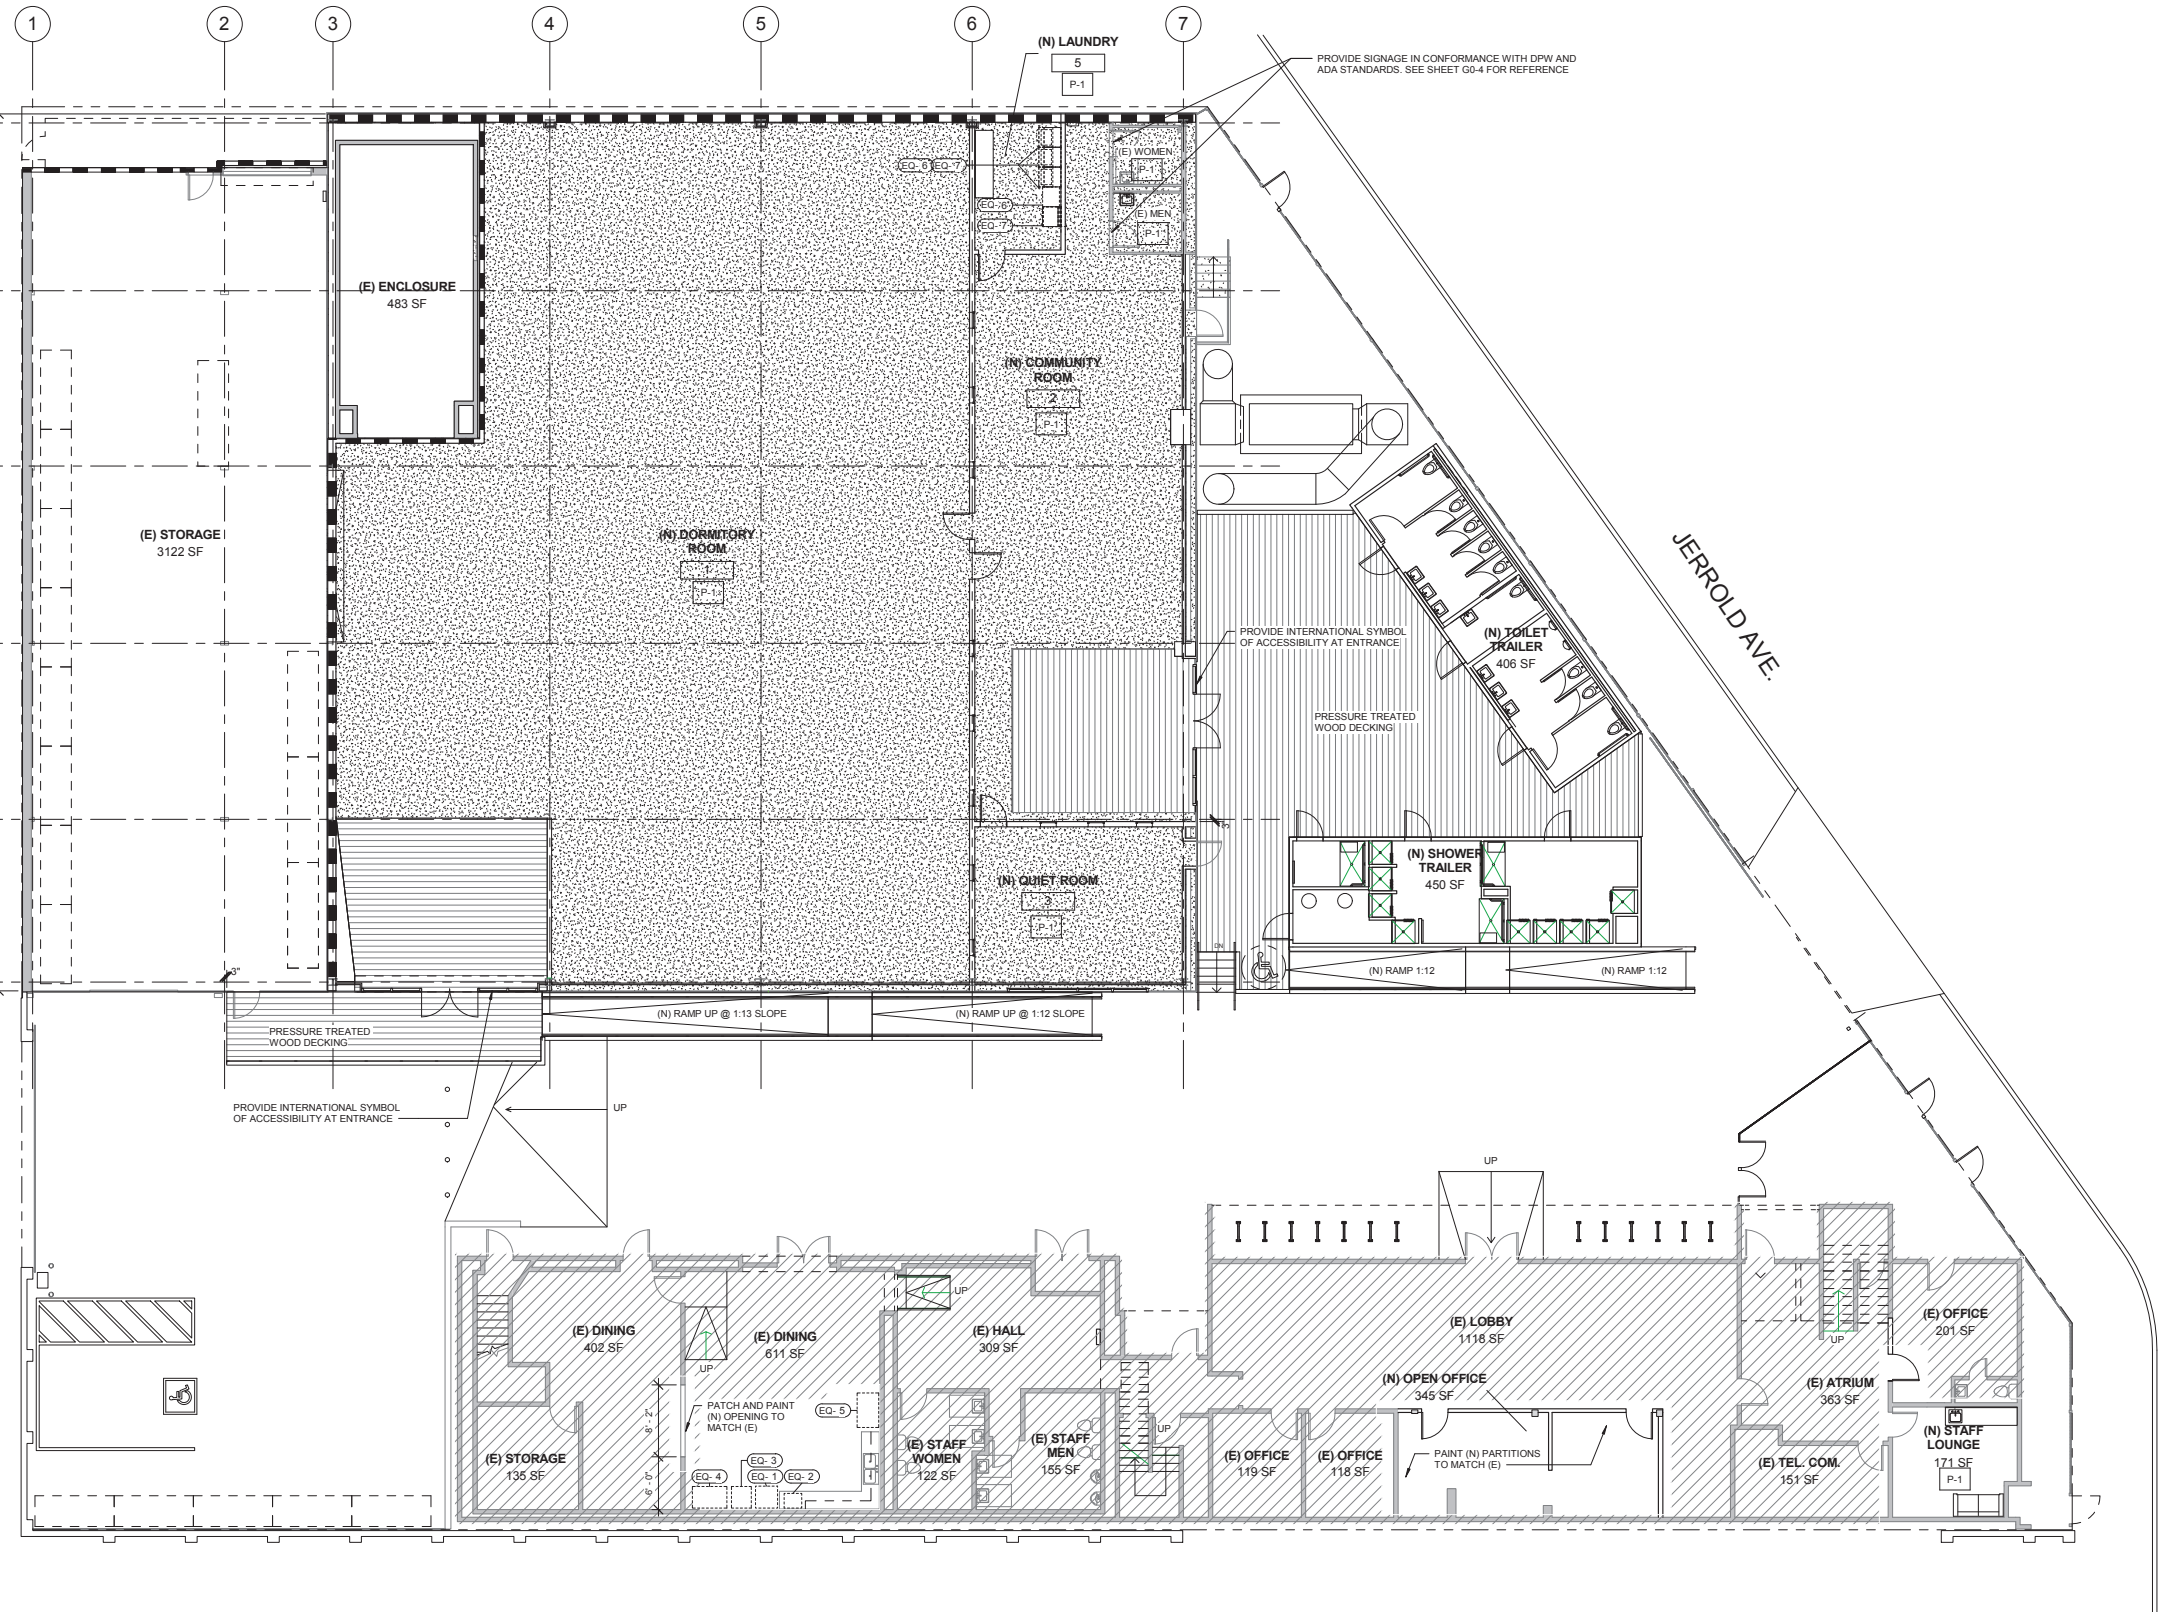 1
2
3
4
5
6
7
(N) LAUNDRY
5
P-1
PROVIDE SIGNAGE IN CONFORMANCE WITH DPW AND
ADA STANDARDS. SEE SHEET G0-4 FOR REFERENCE
(E) WOMEN
P-1
EQ- 6
EQ- 7
EQ- 6
EQ- 7
(E) MEN
P-1
(E) ENCLOSURE
483 SF
(N) COMMUNITY
ROOM
2
P-1
(E) STORAGE
3122 SF
(N) DORMITORY
ROOM
1
P-1
JERROLD AVE.
PROVIDE INTERNATIONAL SYMBOL
OF ACCESSIBILITY AT ENTRANCE
(N) TOILET
TRAILER
406 SF
PRESSURE TREATED
WOOD DECKING
3"
(N) SHOWER
TRAILER
450 SF
(N) QUIET ROOM
3
P-1
DN
3"
(N) RAMP 1:12
(N) RAMP 1:12
(N) RAMP UP @ 1:13 SLOPE
(N) RAMP UP @ 1:12 SLOPE
PRESSURE TREATED
WOOD DECKING
PROVIDE INTERNATIONAL SYMBOL
OF ACCESSIBILITY AT ENTRANCE
UP
UP
UP
(E) DINING
402 SF
(E) DINING
611 SF
UP
(E) HALL
309 SF
(E) LOBBY
1118 SF
UP
(E) OFFICE
201 SF
(N) OPEN OFFICE
345 SF
(E) ATRIUM
363 SF
8' - 2"
PATCH AND PAINT
(N) OPENING TO
MATCH (E)
EQ- 5
UP
(E) STORAGE
135 SF
6' - 0"
EQ- 4
EQ- 3
EQ- 1
EQ- 2
(E) STAFF
WOMEN
122 SF
(E) STAFF
MEN
155 SF
(E) OFFICE
119 SF
(E) OFFICE
118 SF
PAINT (N) PARTITIONS
TO MATCH (E)
(E) TEL. COM.
151 SF
(N) STAFF
LOUNGE
171 SF
P-1